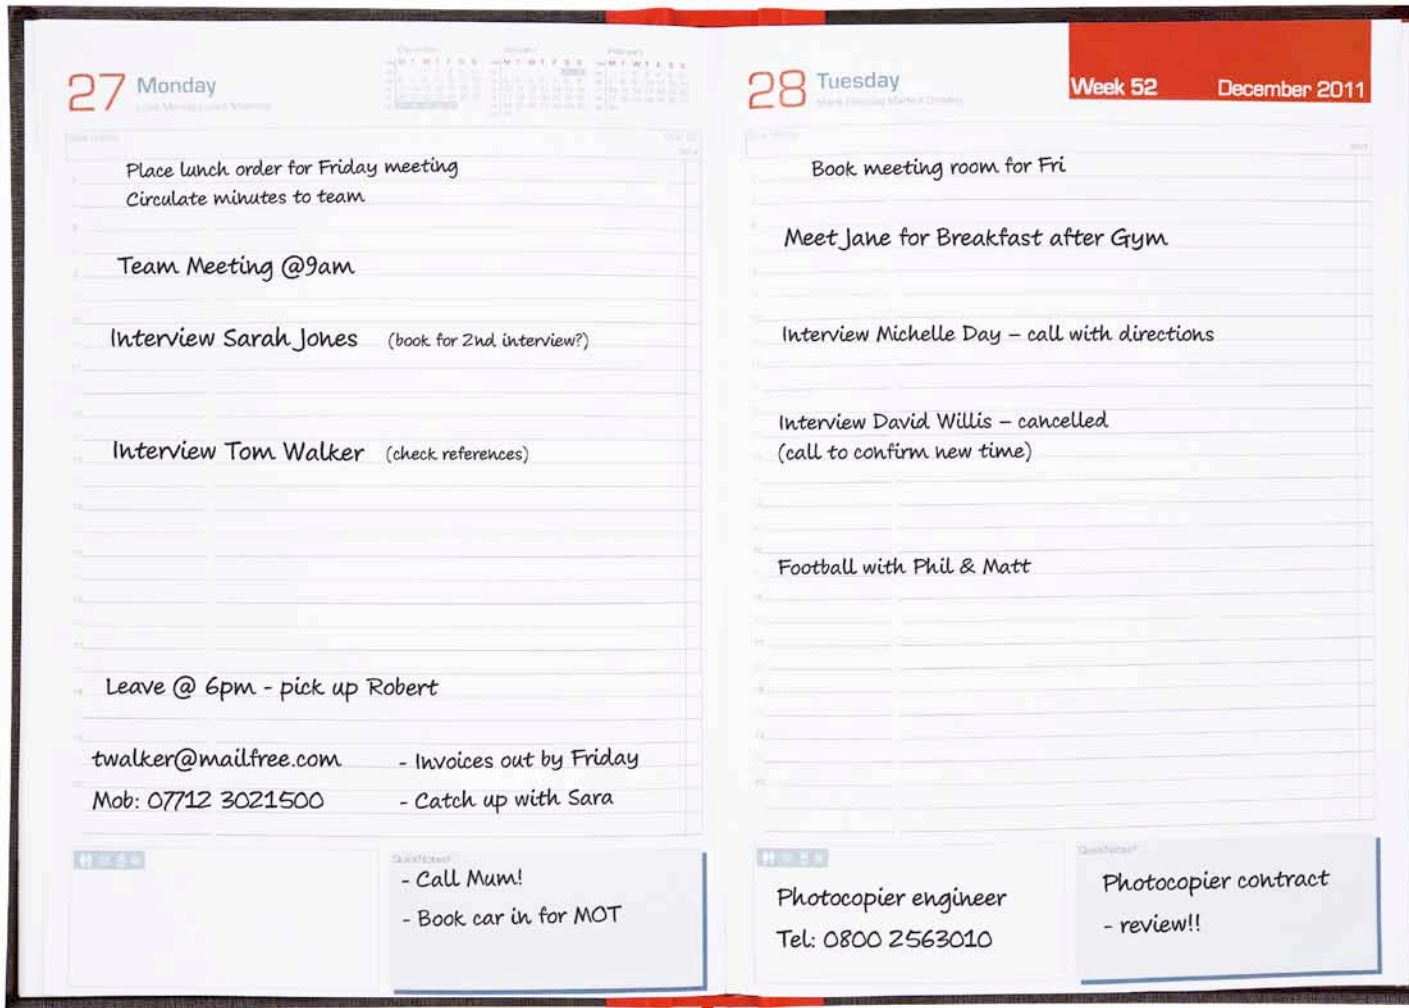 27 Monday
December January February
Place lunch order for Friday meeting
Circulate minutes to team
Team Meeting @9am
Interview Sarah Jones (book for 2nd interview?)
Interview Tom Walker (check references)
Leave @ 6pm - pick up Robert
twalker@mailfree.com - Invoices out by Friday
Mob: 07712 3021500 - Catch up with Sara
QuickNotes*
- Call Mum!
- Book car in for MOT
28 Tuesday
Week 52 December 2011
Book meeting room for Fri
Meet Jane for Breakfast after Gym
Interview Michelle Day – call with directions
Interview David Willis – cancelled
(call to confirm new time)
Football with Phil & Matt
Photocopier engineer
Tel: 0800 2563010
QuickNotes*
Photocopier contract
- review!!